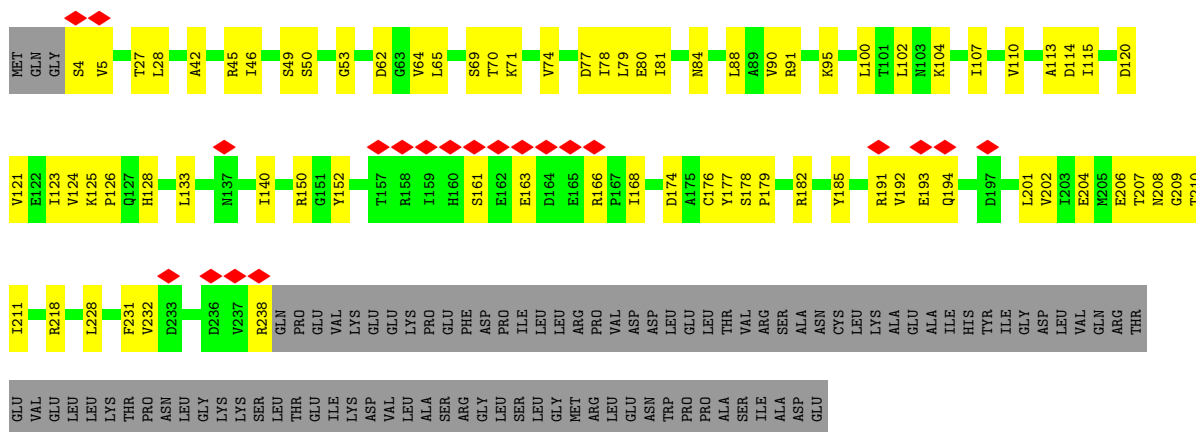 MET GLN GLY S4 V5 T27 L28 A42 R45 I46 S49 S50 G53 D62 G63 V64 L65 S69 T70 K71 V74 D77 I78 L79 E80 I81 N84 L88 A89 V90 R91 K95 L100 T101 L102 N103 K104 I107 V110 A113 D114 I115 D120
V121 E122 I123 V124 K125 P126 Q127 H128 L133 N137 I140 R150 G151 Y152 T157 R158 I159 H160 S161 E162 E163 D164 E165 R166 P167 I168 D174 A175 C176 Y177 S178 P179 R182 Y185 R191 V192 E193 Q194 D197 L201 V202 I203 E204 M205 E206 T207 N208 G209 T210
I211 R218 L228 F231 V232 D233 D236 V237 R238 GLN PRO GLU VAL LYS GLU GLU LYS PRO GLU PHE ASP PRO ILE LEU LEU ARG PRO VAL ASP ASP LEU GLU LEU THR VAL ARG SER ALA ASN CYS LEU LYS ALA GLU ALA ILE HIS TYR ILE GLY ASP LEU VAL GLN ARG THR
GLU VAL GLU LEU LEU LYS THR PRO ASN LEU GLY LYS LYS SER LEU THR GLU ILE LYS ASP VAL LEU ALA SER ARG GLY LEU SER LEU GLY MET ARG LEU GLU ASN TRP PRO PRO ALA SER ILE ALA ASP GLU